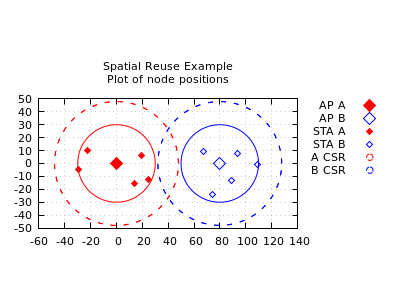 Spatial Reuse Example
Plot of node positions
50
40
30
20
10
0
-10
-20
-30
-40
-50
-60 -40 -20 0 20 40 60 80 100 120 140
AP A
AP B
STA A
STA B
A CSR
B CSR